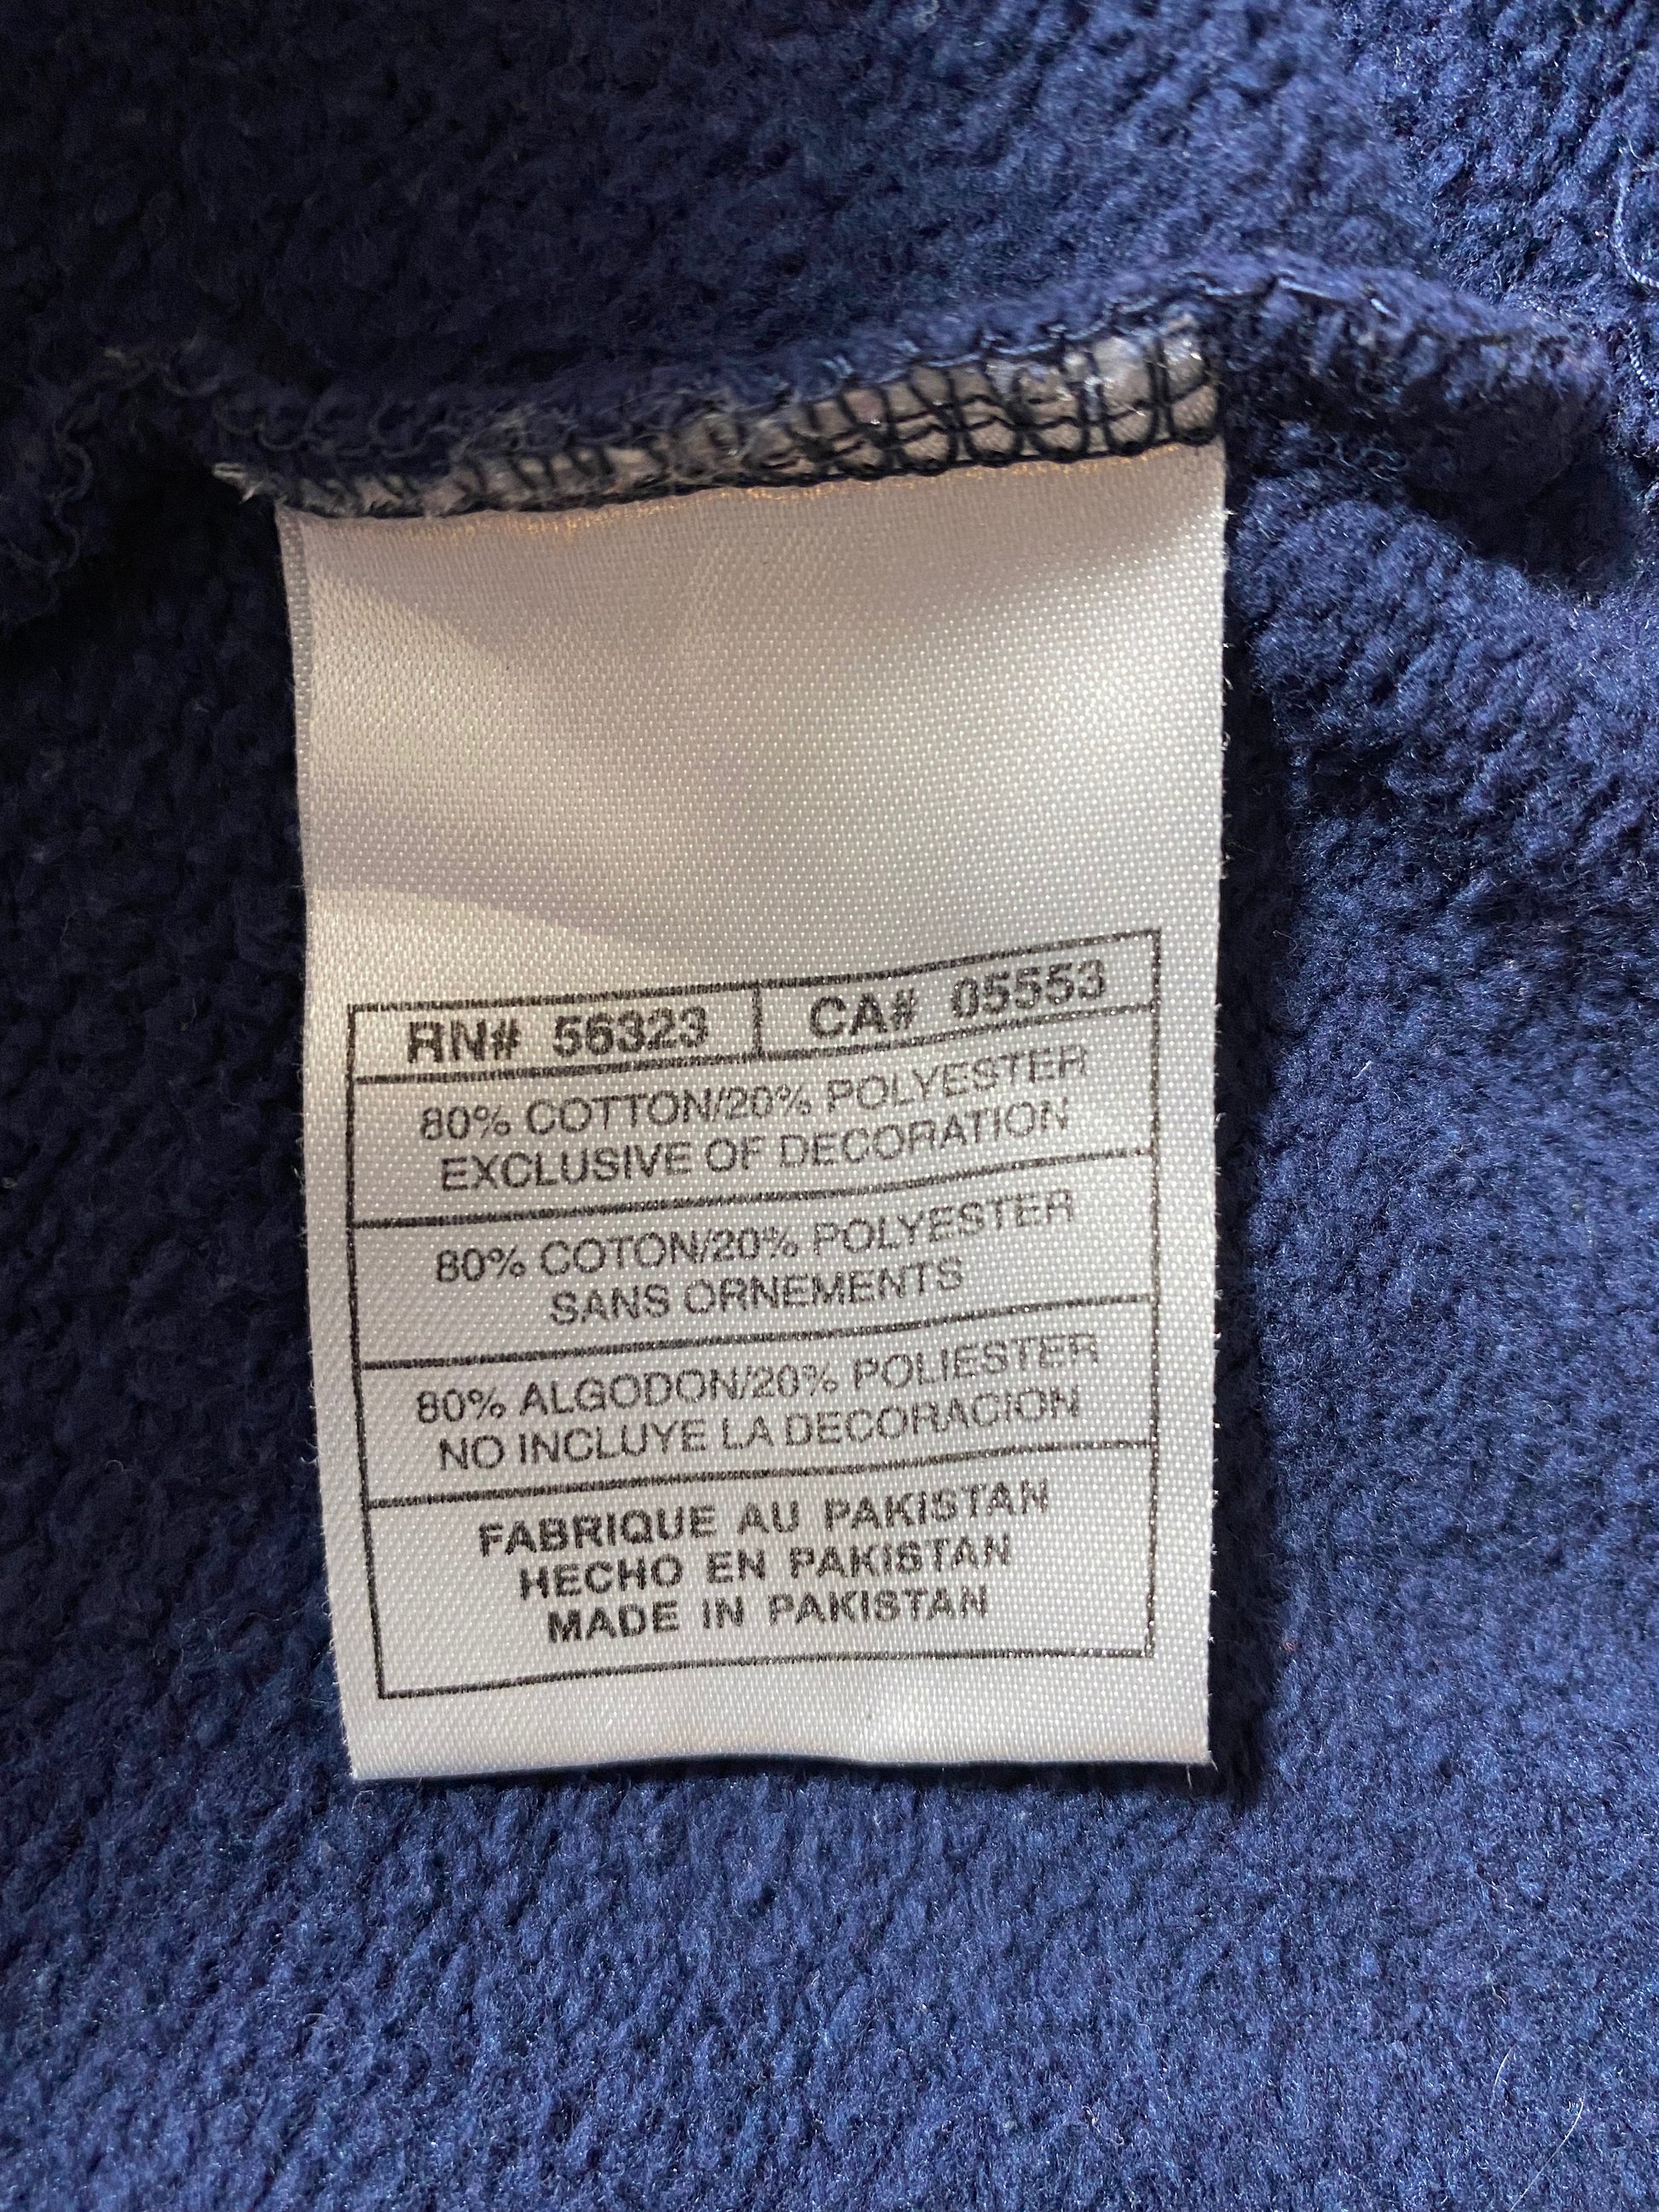 RN# 56323 CA# 05553
80% COTTON/20% POLYESTER
EXCLUSIVE OF DECORATION
80% COTON/20% POLYESTER
SANS ORNEMENTS
80% ALGODON/20% POLIESTER
NO INCLUYE LA DECORACION
FABRIQUE AU PAKISTAN
HECHO EN PAKISTAN
MADE IN PAKISTAN